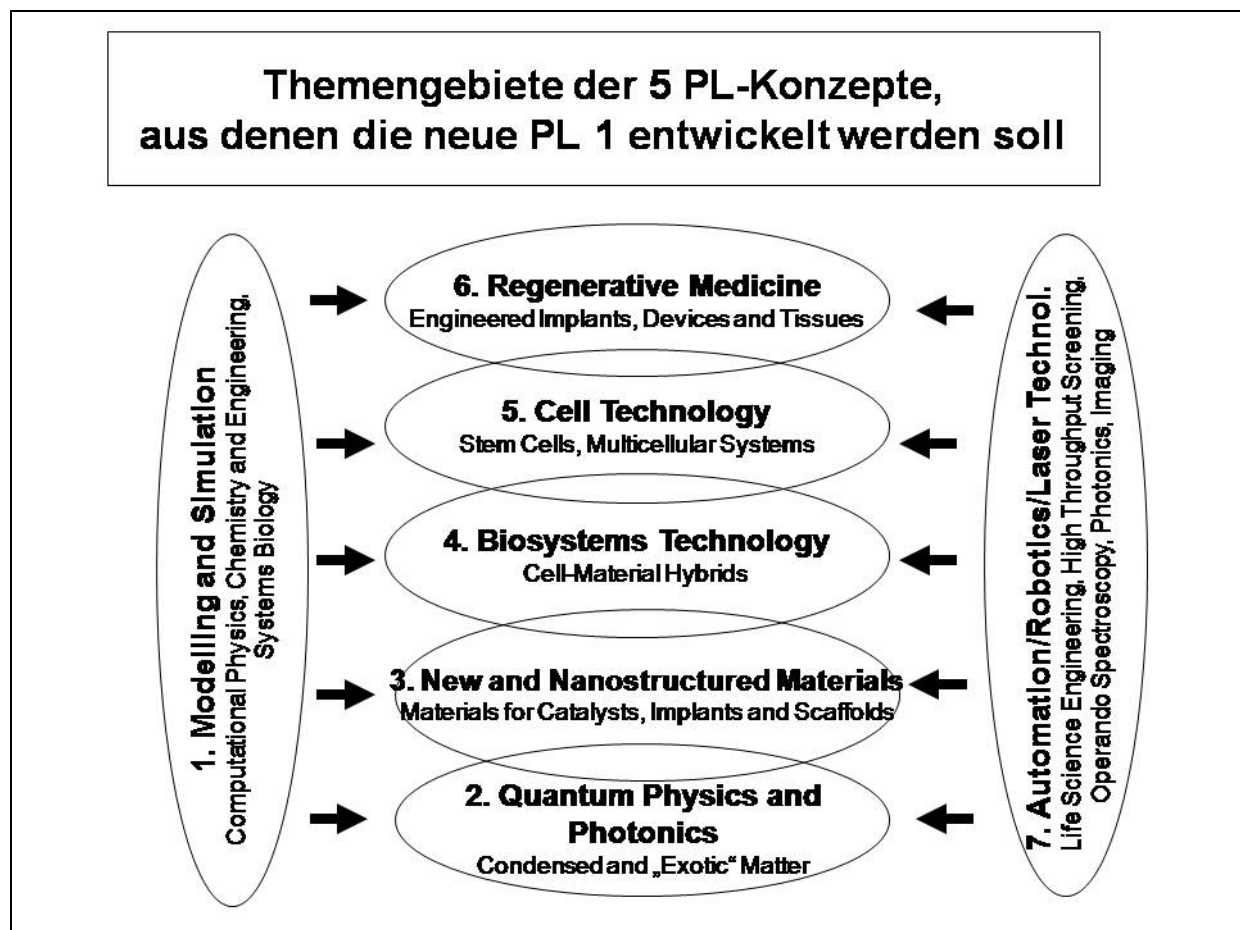 Themengebiete der 5 PL-Konzepte,
aus denen die neue PL 1 entwickelt werden soll
1. Modelling and Simulation
Computational Physics, Chemistry and Engineering,
Systems Biology
6. Regenerative Medicine
Engineered Implants, Devices and Tissues
5. Cell Technology
Stem Cells, Multicellular Systems
4. Biosystems Technology
Cell-Material Hybrids
3. New and Nanostructured Materials
Materials for Catalysts, Implants and Scaffolds
2. Quantum Physics and
Photonics
Condensed and „Exotic“ Matter
7. Automation/Robotics/Laser Technol.
Life Science Engineering, High Throughput Screening,
Operando Spectroscopy, Photonics, Imaging